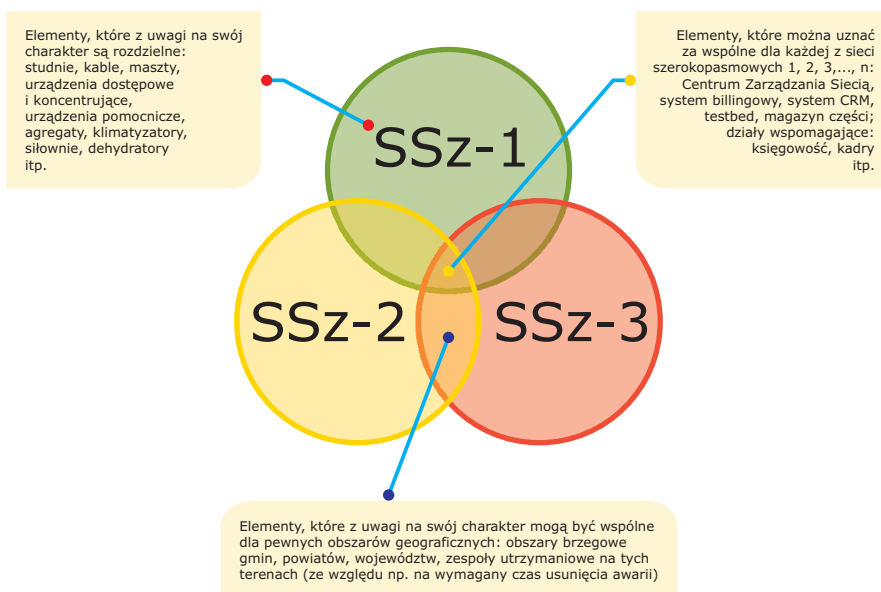 Elementy, które z uwagi na swój
charakter są rozdzielne:
studnie, kable, maszty,
urządzenia dostępowe
i koncentrujące,
urządzenia pomocnicze,
agregaty, klimatyzatory,
siłownie, dehydratory
itp.
Elementy, które można uznać
za wspólne dla każdej z sieci
szerokopasmowych 1, 2, 3,..., n:
Centrum Zarządzania Siecią,
system billingowy, system CRM,
testbed, magazyn części;
działy wspomagające:
księgowość, kadry
itp.
SSz-1
SSz-2
SSz-3
Elementy, które z uwagi na swój charakter mogą być wspólne
dla pewnych obszarów geograficznych: obszary brzegowe
gmin, powiatów, województw, zespoły utrzymaniowe na tych
terenach (ze względu np. na wymagany czas usunięcia awarii)